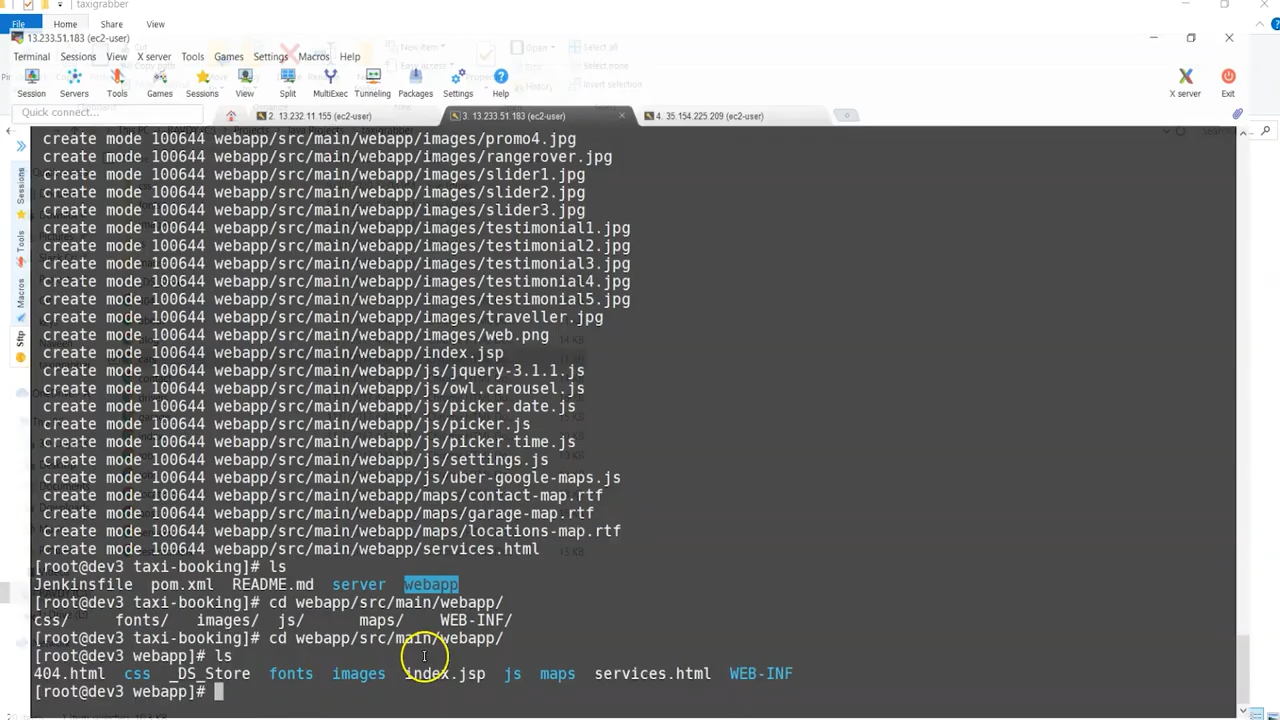 taxigrabber
File Home Share View
13.233.51.183 (ec2-user)
Terminal Sessions View X server Tools Games Settings Macros Help
Session Servers Tools Games Sessions View Split MultiExec Tunneling Packages Settings Help X server Exit
Quick connect...
2. 13.232.11.155 (ec2-user)
3. 13.233.51.183 (ec2-user)
4. 35.154.225.209 (ec2-user)
Sessions
Tools
Macros
Sftp
create mode 100644 webapp/src/main/webapp/images/promo4.jpg
create mode 100644 webapp/src/main/webapp/images/rangerover.jpg
create mode 100644 webapp/src/main/webapp/images/slider1.jpg
create mode 100644 webapp/src/main/webapp/images/slider2.jpg
create mode 100644 webapp/src/main/webapp/images/slider3.jpg
create mode 100644 webapp/src/main/webapp/images/testimonial1.jpg
create mode 100644 webapp/src/main/webapp/images/testimonial2.jpg
create mode 100644 webapp/src/main/webapp/images/testimonial3.jpg
create mode 100644 webapp/src/main/webapp/images/testimonial4.jpg
create mode 100644 webapp/src/main/webapp/images/testimonial5.jpg
create mode 100644 webapp/src/main/webapp/images/traveller.jpg
create mode 100644 webapp/src/main/webapp/images/web.png
create mode 100644 webapp/src/main/webapp/index.jsp
create mode 100644 webapp/src/main/webapp/js/jquery-3.1.1.js
create mode 100644 webapp/src/main/webapp/js/owl.carousel.js
create mode 100644 webapp/src/main/webapp/js/picker.date.js
create mode 100644 webapp/src/main/webapp/js/picker.js
create mode 100644 webapp/src/main/webapp/js/picker.time.js
create mode 100644 webapp/src/main/webapp/js/settings.js
create mode 100644 webapp/src/main/webapp/js/uber-google-maps.js
create mode 100644 webapp/src/main/webapp/maps/contact-map.rtf
create mode 100644 webapp/src/main/webapp/maps/garage-map.rtf
create mode 100644 webapp/src/main/webapp/maps/locations-map.rtf
create mode 100644 webapp/src/main/webapp/services.html
[root@dev3 taxi-booking]# ls
Jenkinsfile pom.xml README.md server webapp
[root@dev3 taxi-booking]# cd webapp/src/main/webapp/
css/ fonts/ images/ js/ maps/ WEB-INF/
[root@dev3 taxi-booking]# cd webapp/src/main/webapp/
[root@dev3 webapp]# ls
404.html css _DS_Store fonts images index.jsp js maps services.html WEB-INF
[root@dev3 webapp]#